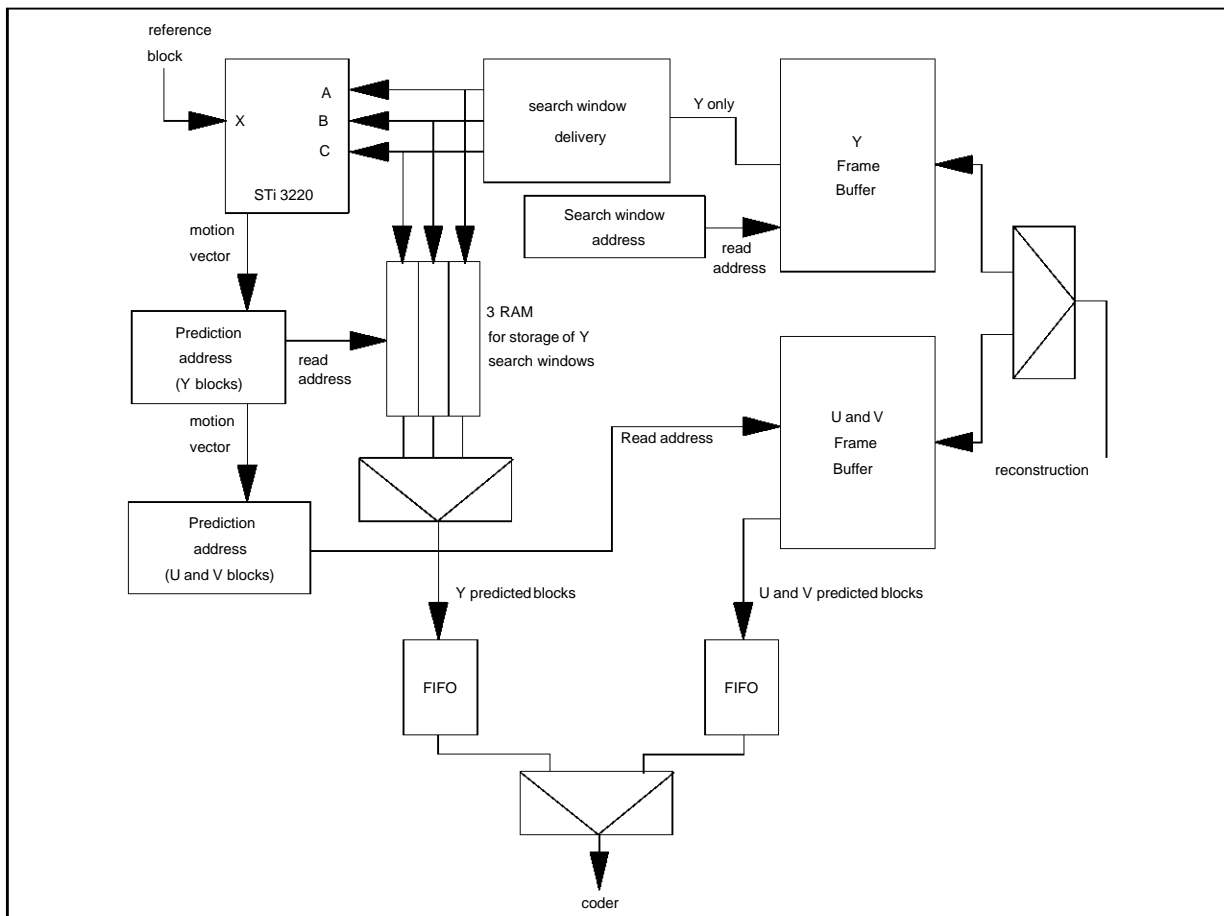 reference
block
A
X
B
C
STi 3220
search window
delivery
Y only
Y
Frame
Buffer
Search window
address
read
address
motion
vector
3 RAM
for storage of Y
search windows
Prediction
address
(Y blocks)
read
address
motion
vector
Read address
U and V
Frame
Buffer
reconstruction
Prediction
address
(U and V blocks)
Y predicted blocks
U and V predicted blocks
FIFO
FIFO
coder